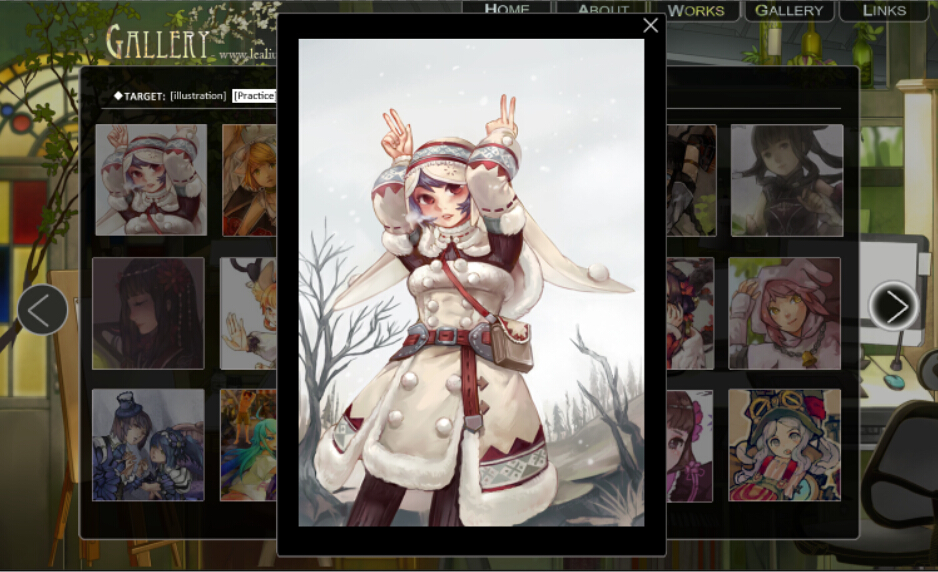 HOME
ABOUT
WORKS
GALLERY
LINKS
GALLERY
◆TARGET: [illustration] [Practice]